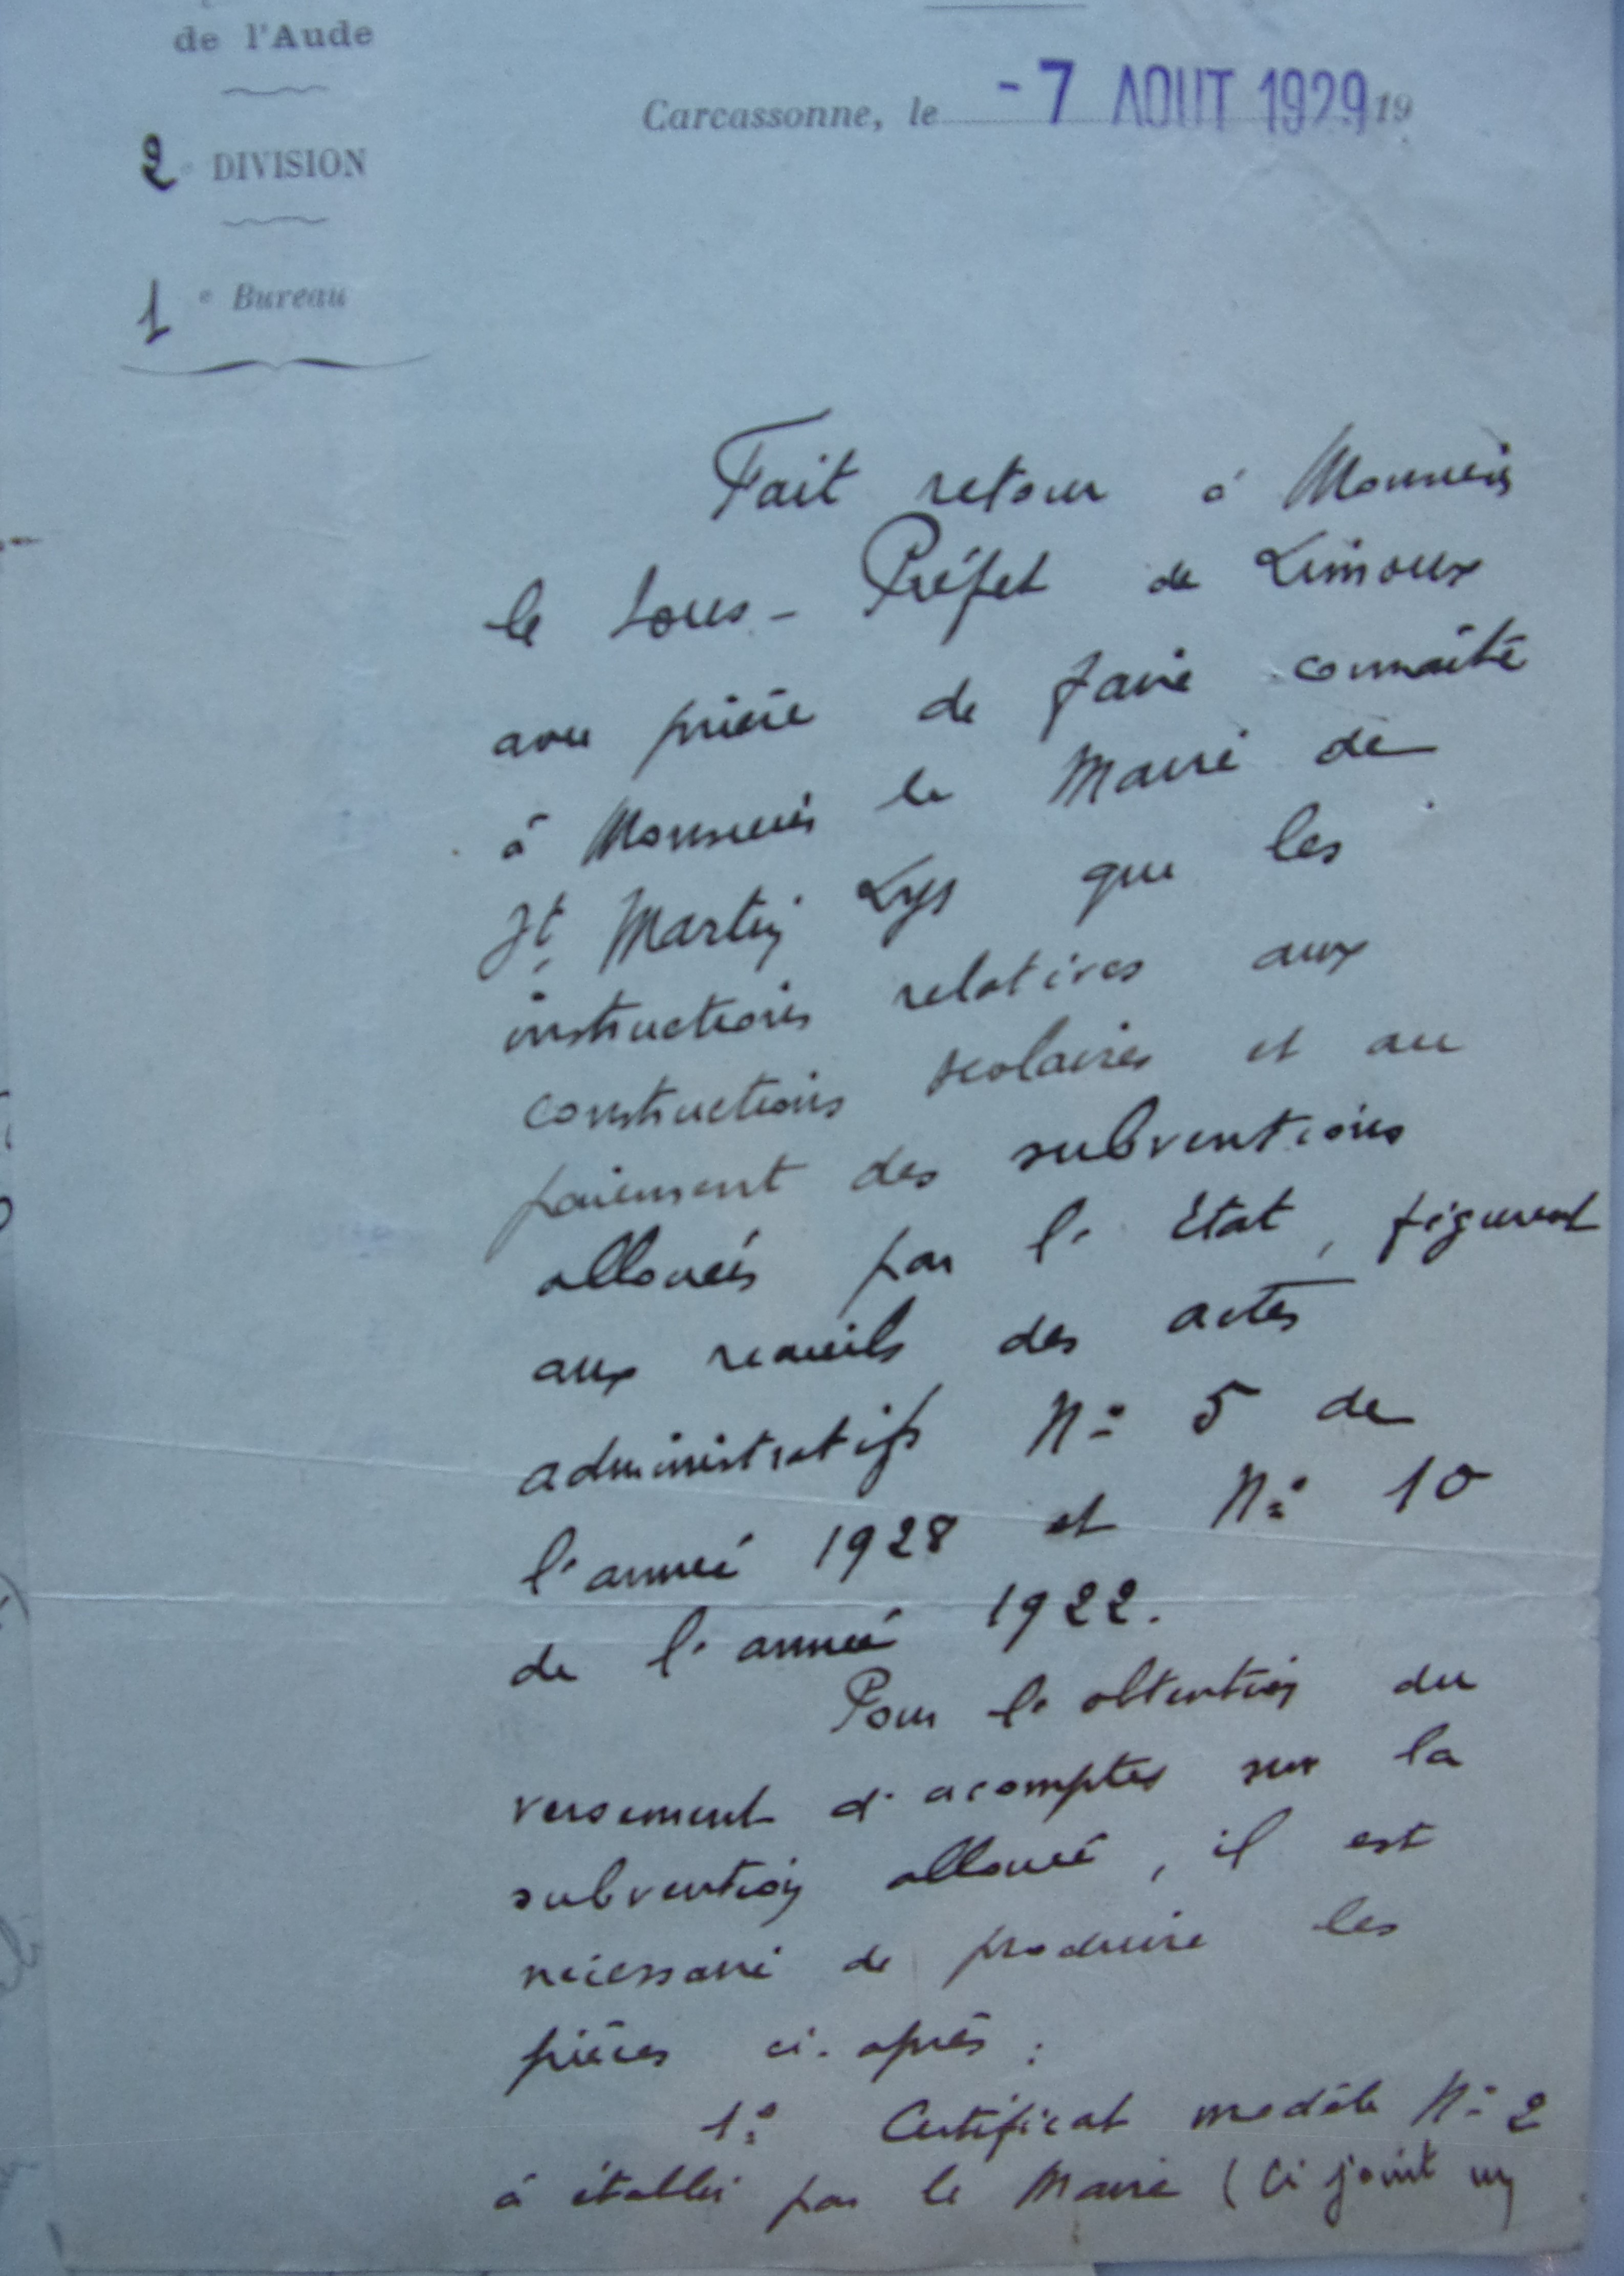 de l'Aude
2e DIVISION
1e Bureau
Carcassonne, le -7 AOUT 1929 19
Fait retour à Monsieur
le Sous-Préfet de Limoux
avec prière de faire connaître
à Monsieur le Maire de
St Martin Lys que les
instructions relatives aux
constructions scolaires et au
paiement des subventions
allouées par l'Etat, figurent
aux recueils des actes
administratifs No 5 de
l'année 1928 et No 10
de l'année 1922.
Pour l'obtention du
versement d'acomptes sur la
subvention allouée, il est
nécessaire de produire les
pièces ci-après :
1o Certificat modèle No 2
à établir par le Maire (Ci joint un